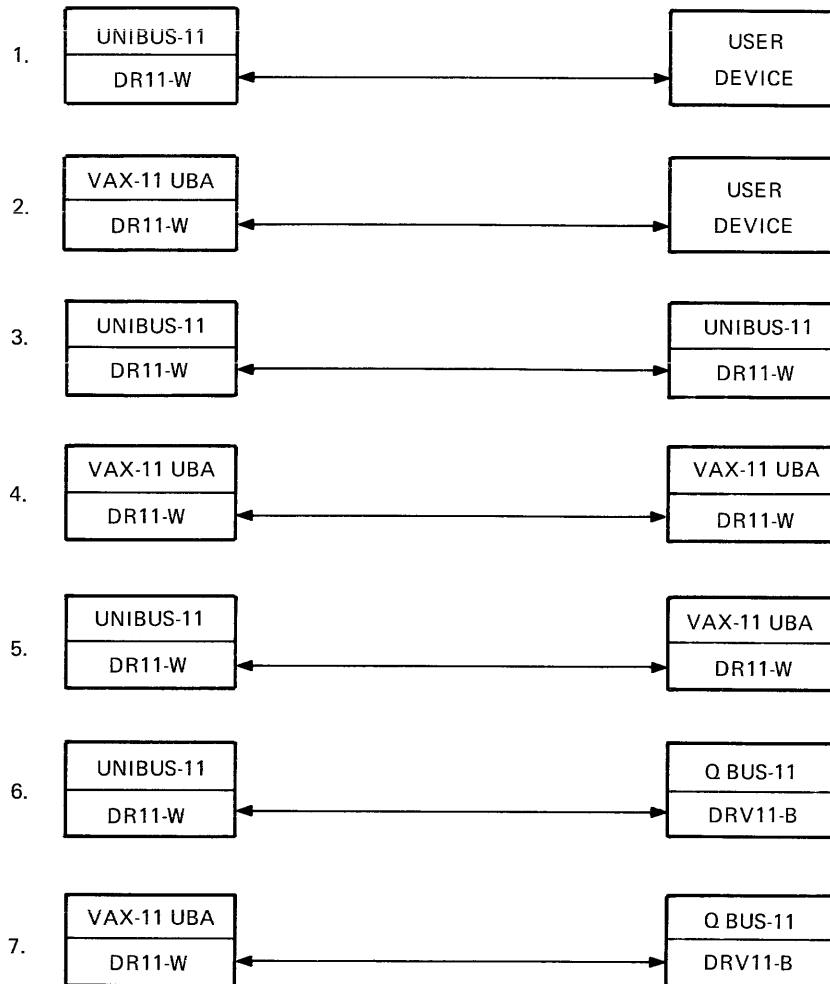 1.
UNIBUS-11
DR11-W
USER
DEVICE
2.
VAX-11 UBA
DR11-W
USER
DEVICE
3.
UNIBUS-11
DR11-W
UNIBUS-11
DR11-W
4.
VAX-11 UBA
DR11-W
VAX-11 UBA
DR11-W
5.
UNIBUS-11
DR11-W
VAX-11 UBA
DR11-W
6.
UNIBUS-11
DR11-W
Q BUS-11
DRV11-B
7.
VAX-11 UBA
DR11-W
Q BUS-11
DRV11-B